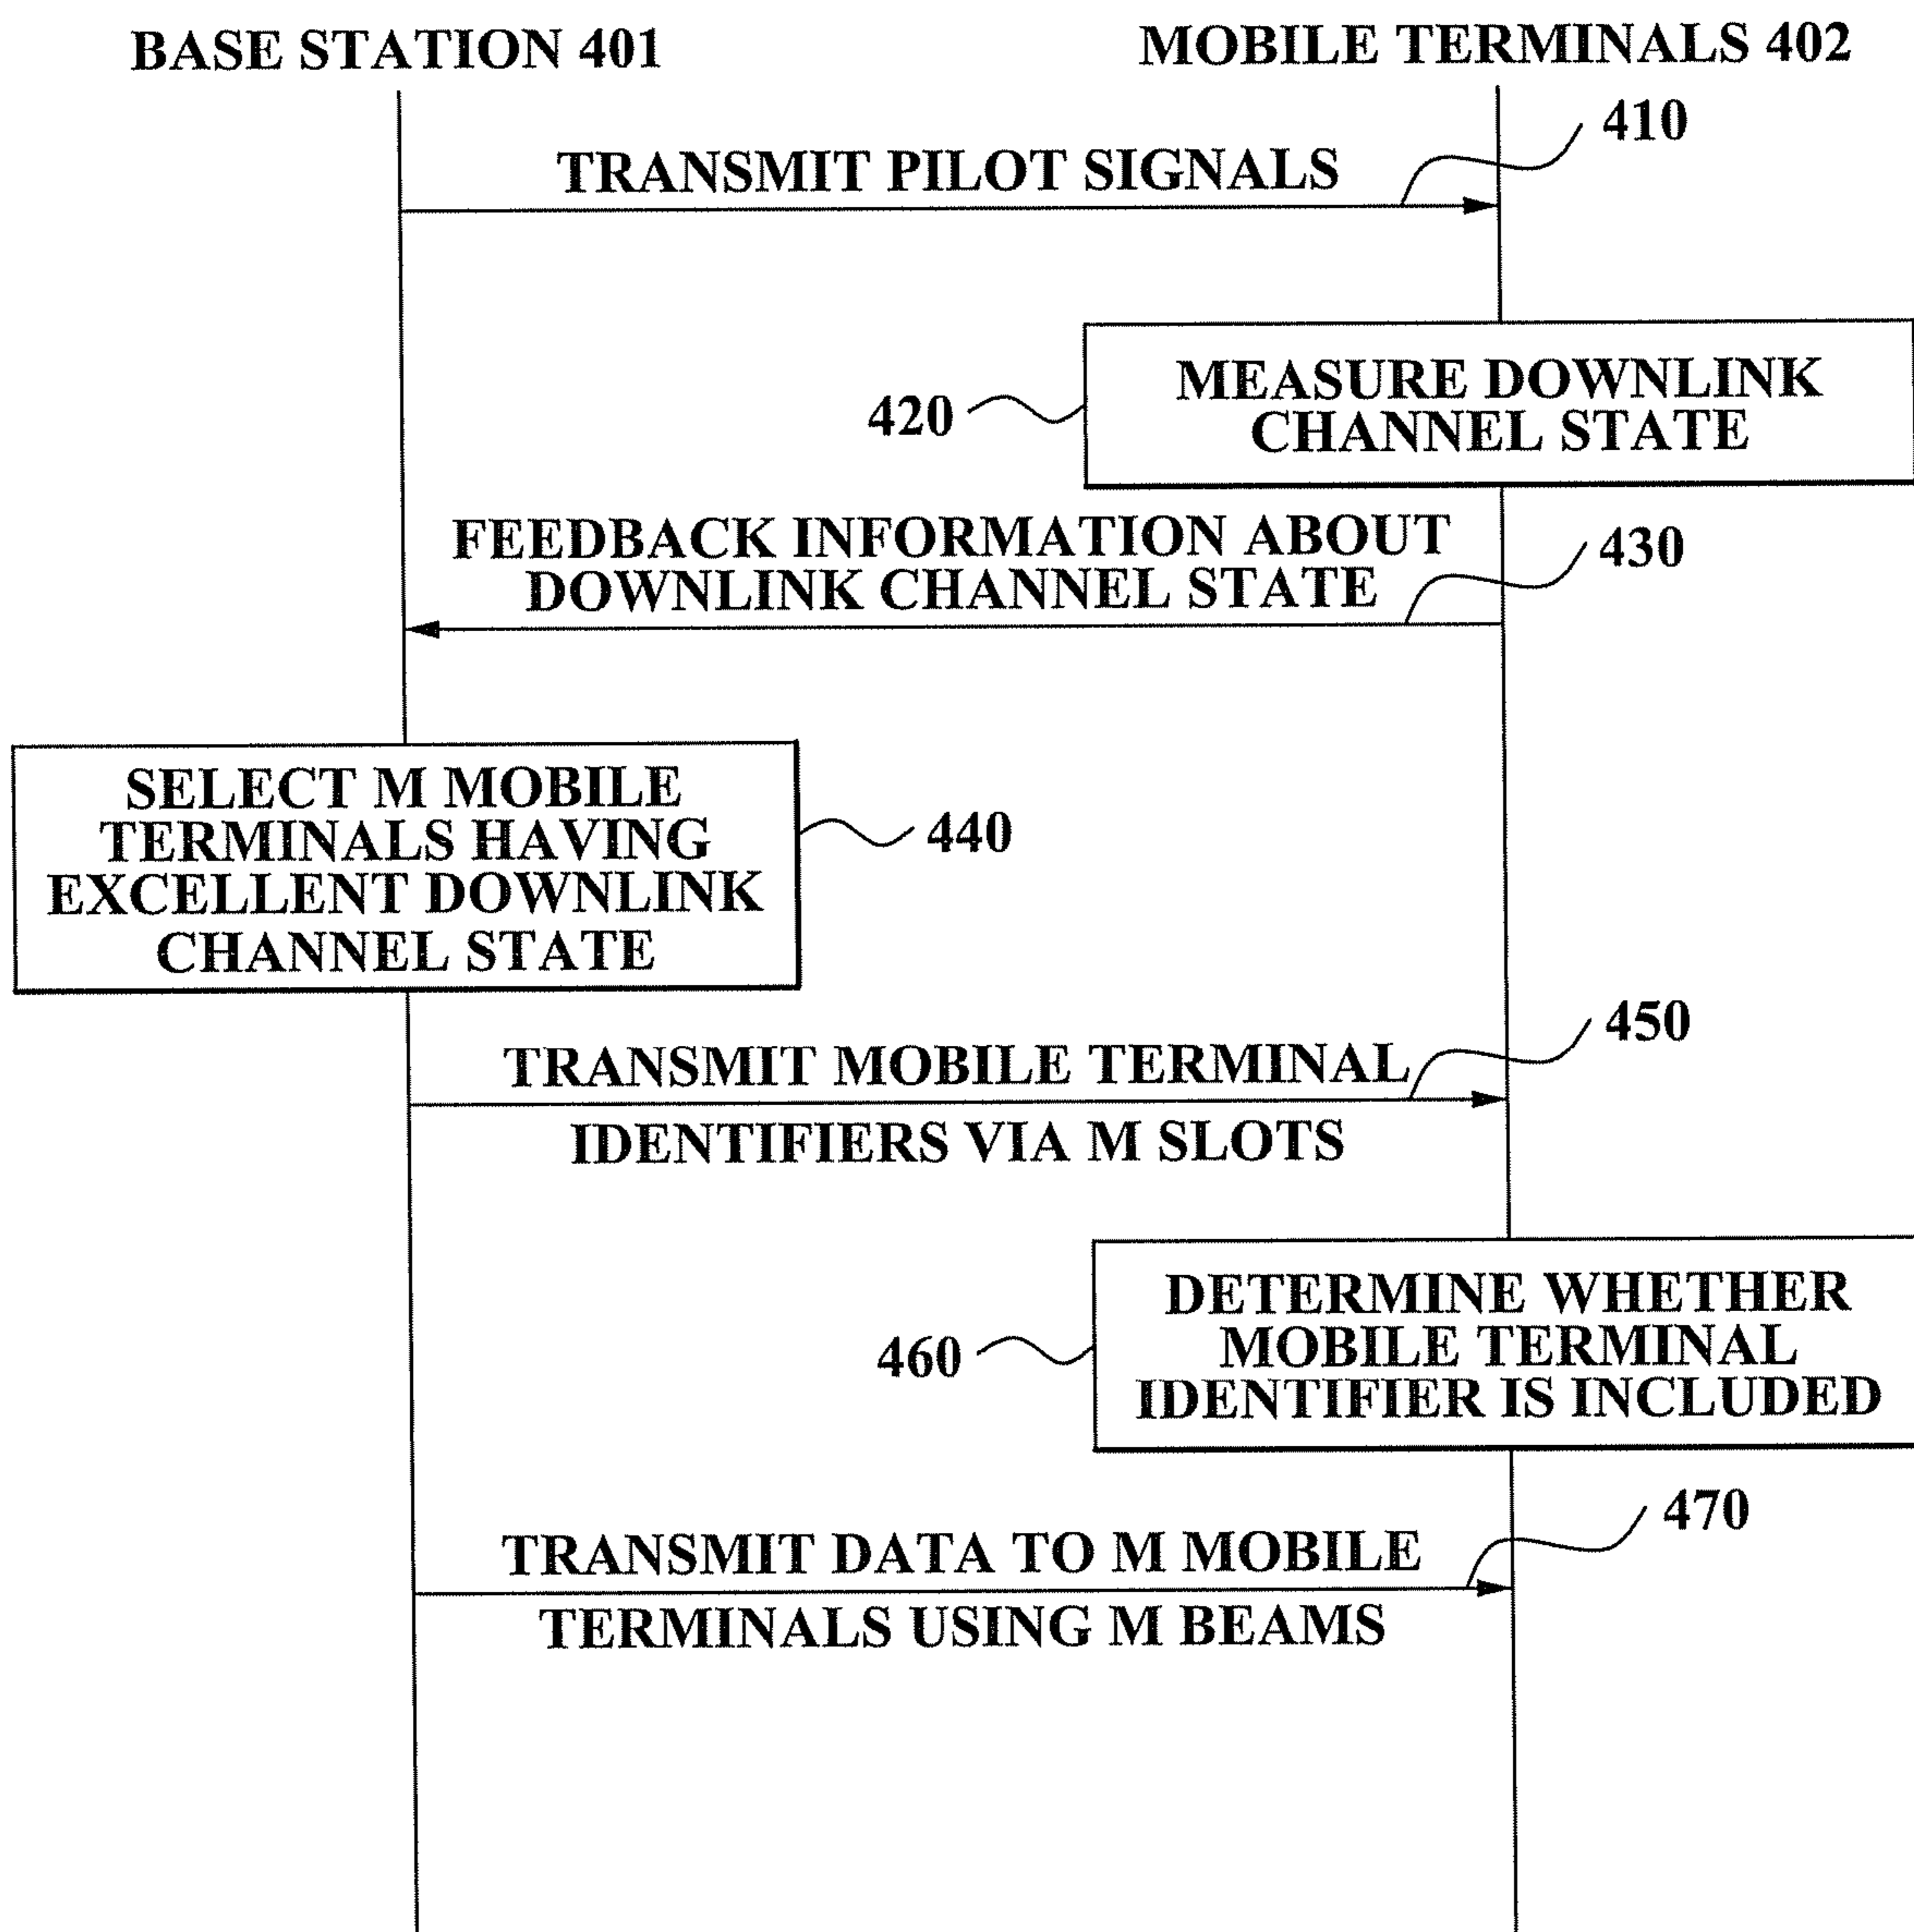 BASE STATION 401
MOBILE TERMINALS 402
410
TRANSMIT PILOT SIGNALS
MEASURE DOWNLINK
CHANNEL STATE
420
FEEDBACK INFORMATION ABOUT
DOWNLINK CHANNEL STATE
430
SELECT M MOBILE
TERMINALS HAVING
EXCELLENT DOWNLINK
CHANNEL STATE
440
450
TRANSMIT MOBILE TERMINAL
IDENTIFIERS VIA M SLOTS
DETERMINE WHETHER
MOBILE TERMINAL
IDENTIFIER IS INCLUDED
460
470
TRANSMIT DATA TO M MOBILE
TERMINALS USING M BEAMS